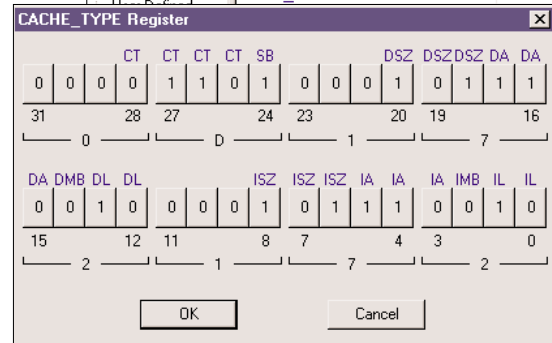 User Defined
CACHE_TYPE Register
CT CT CT CT SB DSZ DSZ DSZ DA DA
0 0 0 0 1 1 0 1 0 0 0 1 0 1 1 1
31 28 27 24 23 20 19 16
0 D 1 7
DA DMB DL DL ISZ ISZ ISZ IA IA IA IMB IL IL
0 0 1 0 0 0 0 1 0 1 1 1 0 0 1 0
15 12 11 8 7 4 3 0
2 1 7 2
OK Cancel